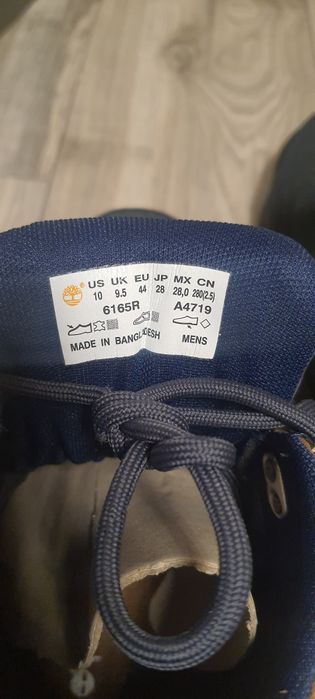 US UK EU JP MX CN
10 9.5 44 28 28,0 280(2.5)
6165R A4719
MADE IN BANGLADESH MENS